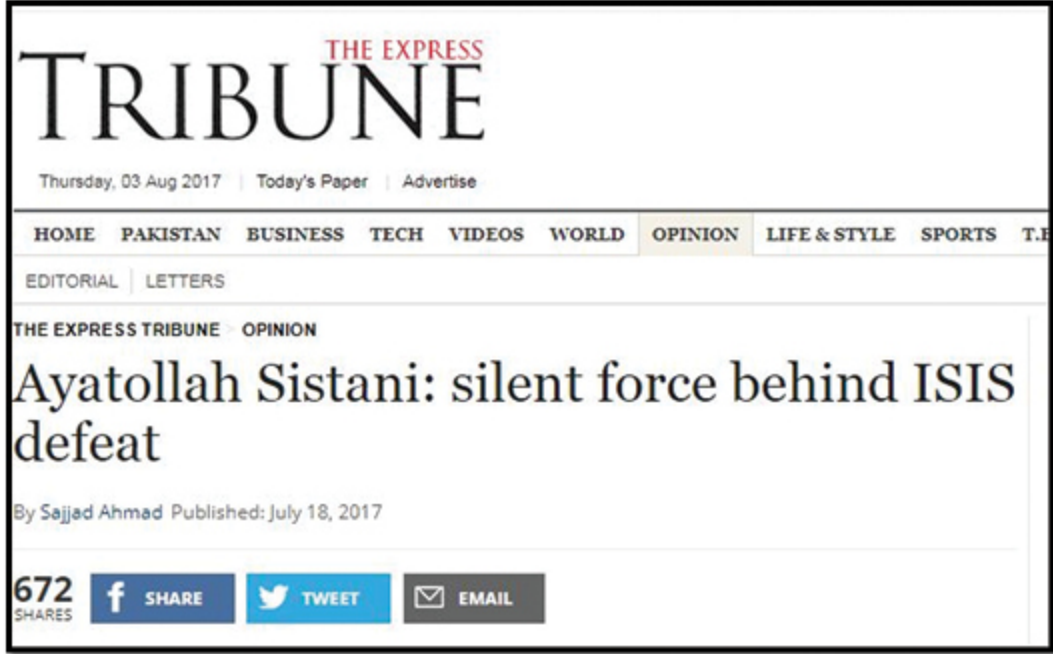 THE EXPRESS
TRIBUNE
Thursday, 03 Aug 2017 Today's Paper Advertise
HOME PAKISTAN BUSINESS TECH VIDEOS WORLD OPINION LIFE & STYLE SPORTS
EDITORIAL LETTERS
THE EXPRESS TRIBUNE > OPINION
Ayatollah Sistani: silent force behind ISIS
defeat
By Sajjad Ahmad Published: July 18, 2017
672
SHARES
f SHARE TWEET EMAIL